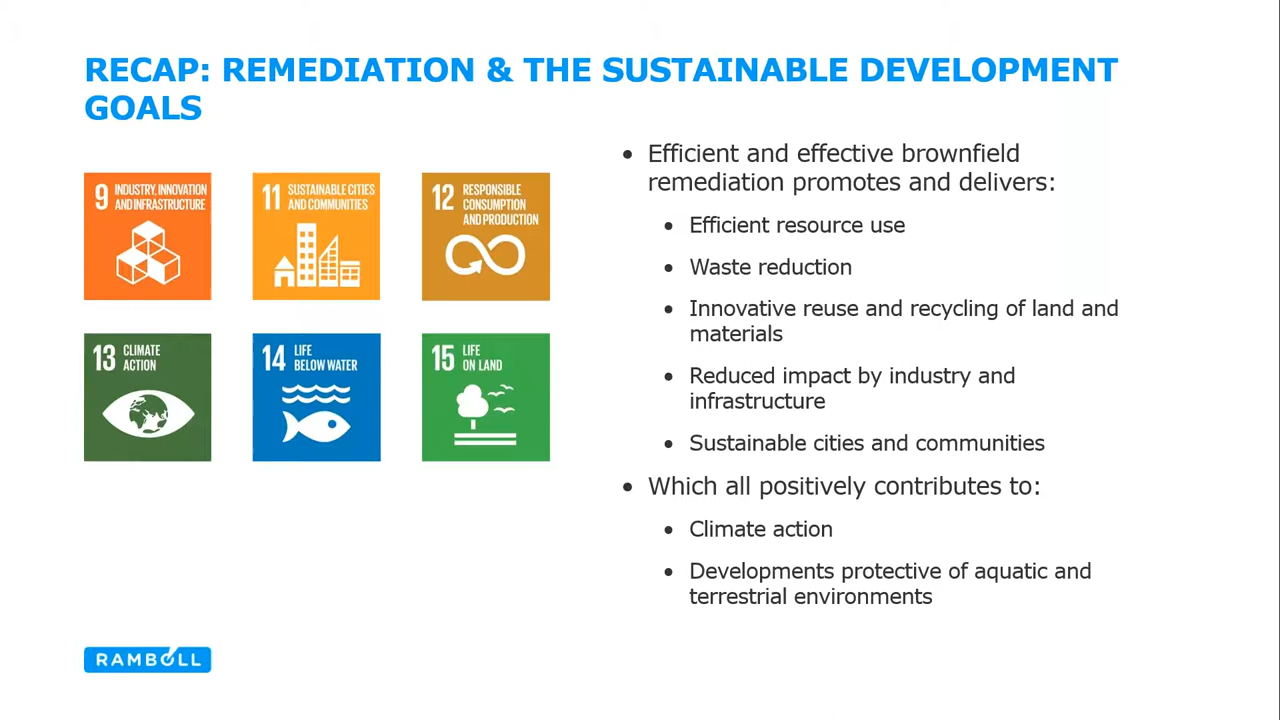 RECAP: REMEDIATION & THE SUSTAINABLE DEVELOPMENT
GOALS
9 INDUSTRY, INNOVATION
AND INFRASTRUCTURE
11 SUSTAINABLE CITIES
AND COMMUNITIES
12 RESPONSIBLE
CONSUMPTION
AND PRODUCTION
13 CLIMATE
ACTION
14 LIFE
BELOW WATER
15 LIFE
ON LAND
• Efficient and effective brownfield
remediation promotes and delivers:
• Efficient resource use
• Waste reduction
• Innovative reuse and recycling of land and
materials
• Reduced impact by industry and
infrastructure
• Sustainable cities and communities
• Which all positively contributes to:
• Climate action
• Developments protective of aquatic and
terrestrial environments
RAMBOLL